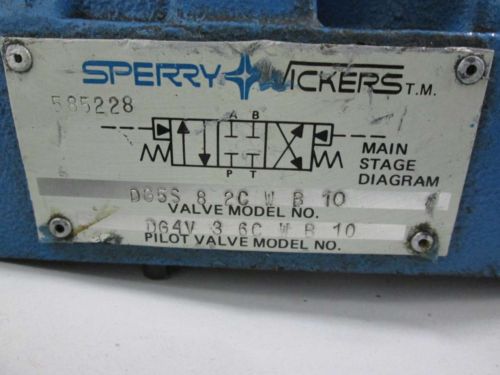 SPERRY VICKERS T.M.
585228
A B
P T
MAIN
STAGE
DIAGRAM
DG5S 8 2C W B 10
VALVE MODEL NO.
DG4V 3 6C W B 10
PILOT VALVE MODEL NO.